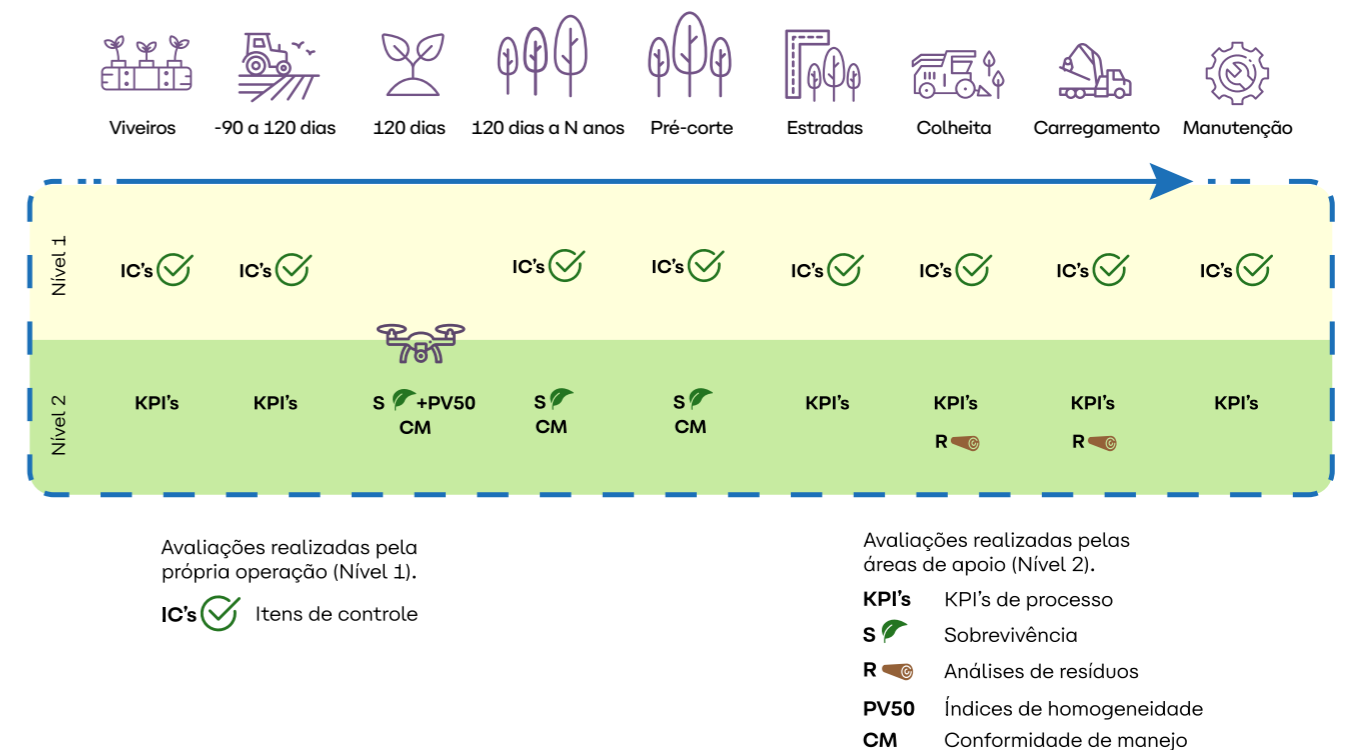 Viveiros
-90 a 120 dias
120 dias
120 dias a N anos
Pré-corte
Estradas
Colheita
Carregamento
Manutenção
Nível 1
IC's
IC's
IC's
IC's
IC's
IC's
IC's
IC's
Nível 2
KPI's
KPI's
S +PV50
CM
S
CM
S
CM
KPI's
KPI's
R
KPI's
R
KPI's
Avaliações realizadas pela
própria operação (Nível 1).
IC's Itens de controle
Avaliações realizadas pelas
áreas de apoio (Nível 2).
KPI's KPI's de processo
S Sobrevivência
R Análises de resíduos
PV50 Índices de homogeneidade
CM Conformidade de manejo